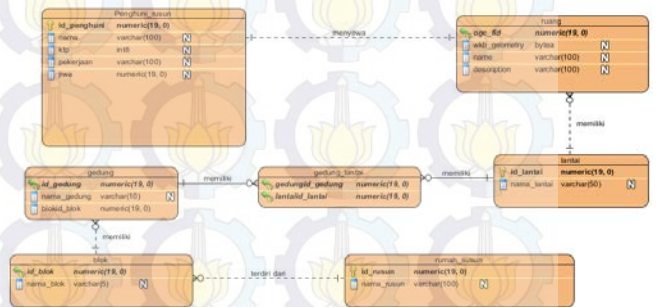 Penghuni_rusun
id_penghuni numeric(19, 0)
nama varchar(100) N
ktp int8 N
pekerjaan varchar(100) N
jiwa numeric(19, 0) N
menyewa
ruang
ogc_fid numeric(19, 0)
wkb_geometry bytea N
name varchar(100) N
description varchar(100) N
memiliki
gedung
id_gedung numeric(19, 0)
nama_gedung varchar(10) N
blokid_blok numeric(19, 0)
memiliki
gedung_lantai
gedungid_gedung numeric(19, 0)
lantaiid_lantai numeric(19, 0)
memiliki
lantai
id_lantai numeric(19, 0)
nama_lantai varchar(50) N
memiliki
blok
id_blok numeric(19, 0)
nama_blok varchar(5) N
terdiri dari
rumah_susun
id_rusun numeric(19, 0)
nama_rusun varchar(100) N